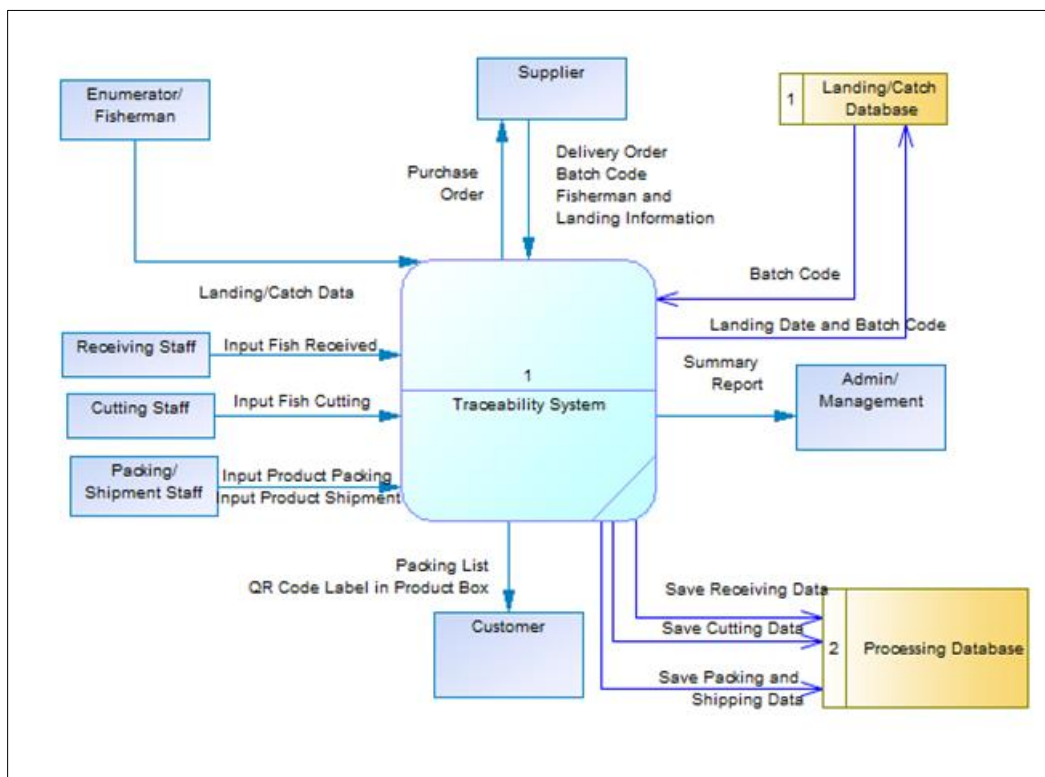 Enumerator/
Fisherman
Supplier
1
Landing/Catch
Database
Purchase
Order
Delivery Order
Batch Code
Fisherman and
Landing Information
Landing/Catch Data
Batch Code
Landing Date and Batch Code
Receiving Staff
Input Fish Received
1
Traceability System
Summary
Report
Admin/
Management
Cutting Staff
Input Fish Cutting
Packing/
Shipment Staff
Input Product Packing
Input Product Shipment
Packing List
QR Code Label in Product Box
Customer
Save Receiving Data
Save Cutting Data
Save Packing and
Shipping Data
2
Processing Database